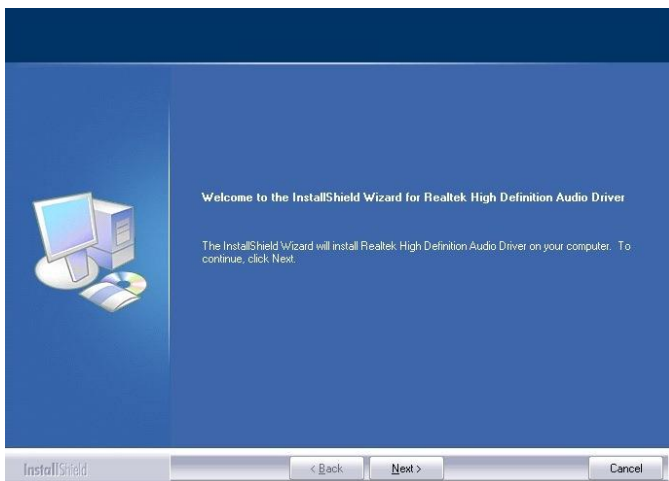 Welcome to the InstallShield Wizard for Realtek High Definition Audio Driver
The InstallShield Wizard will install Realtek High Definition Audio Driver on your computer. To
continue, click Next.
InstallShield
< Back
Next >
Cancel